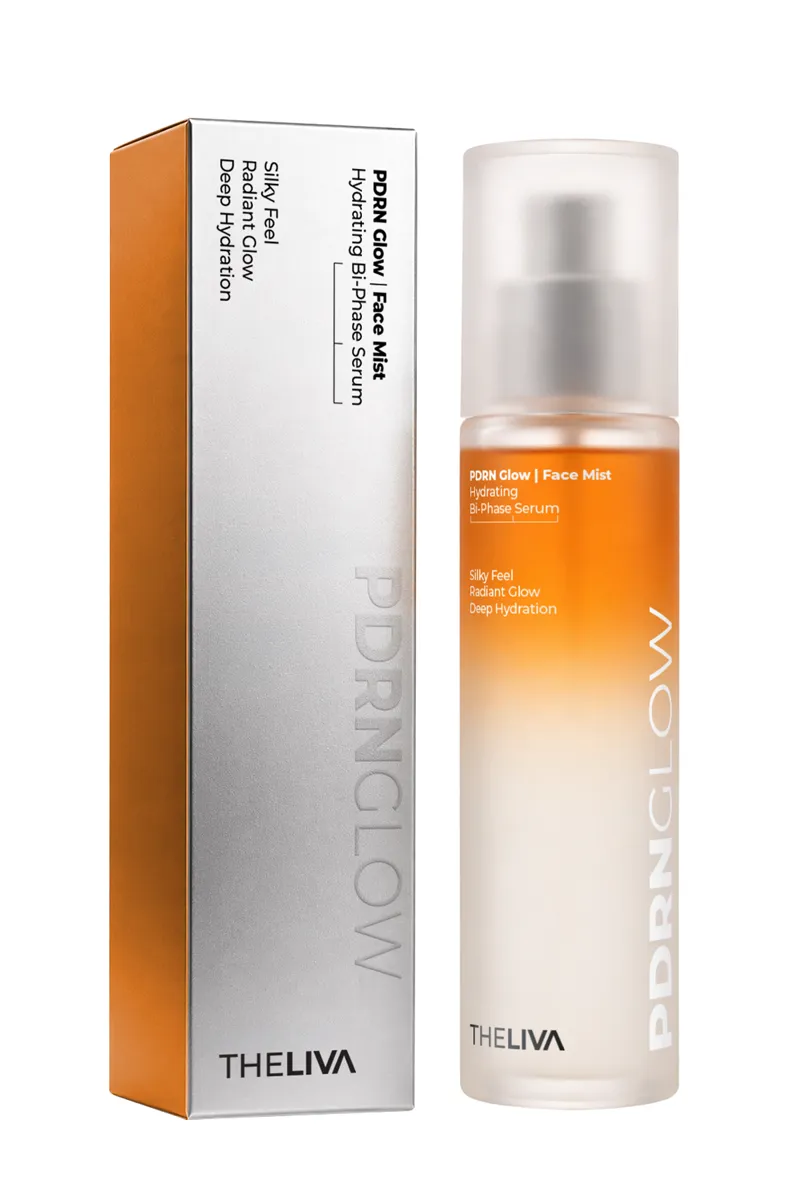 PDRN Glow | Face Mist
Hydrating Bi-Phase Serum
Silky Feel
Radiant Glow
Deep Hydration
PDRNGLOW
THELIVA
PDRN Glow | Face Mist
Hydrating
Bi-Phase Serum
Silky Feel
Radiant Glow
Deep Hydration
PDRNGLOW
THELIVA